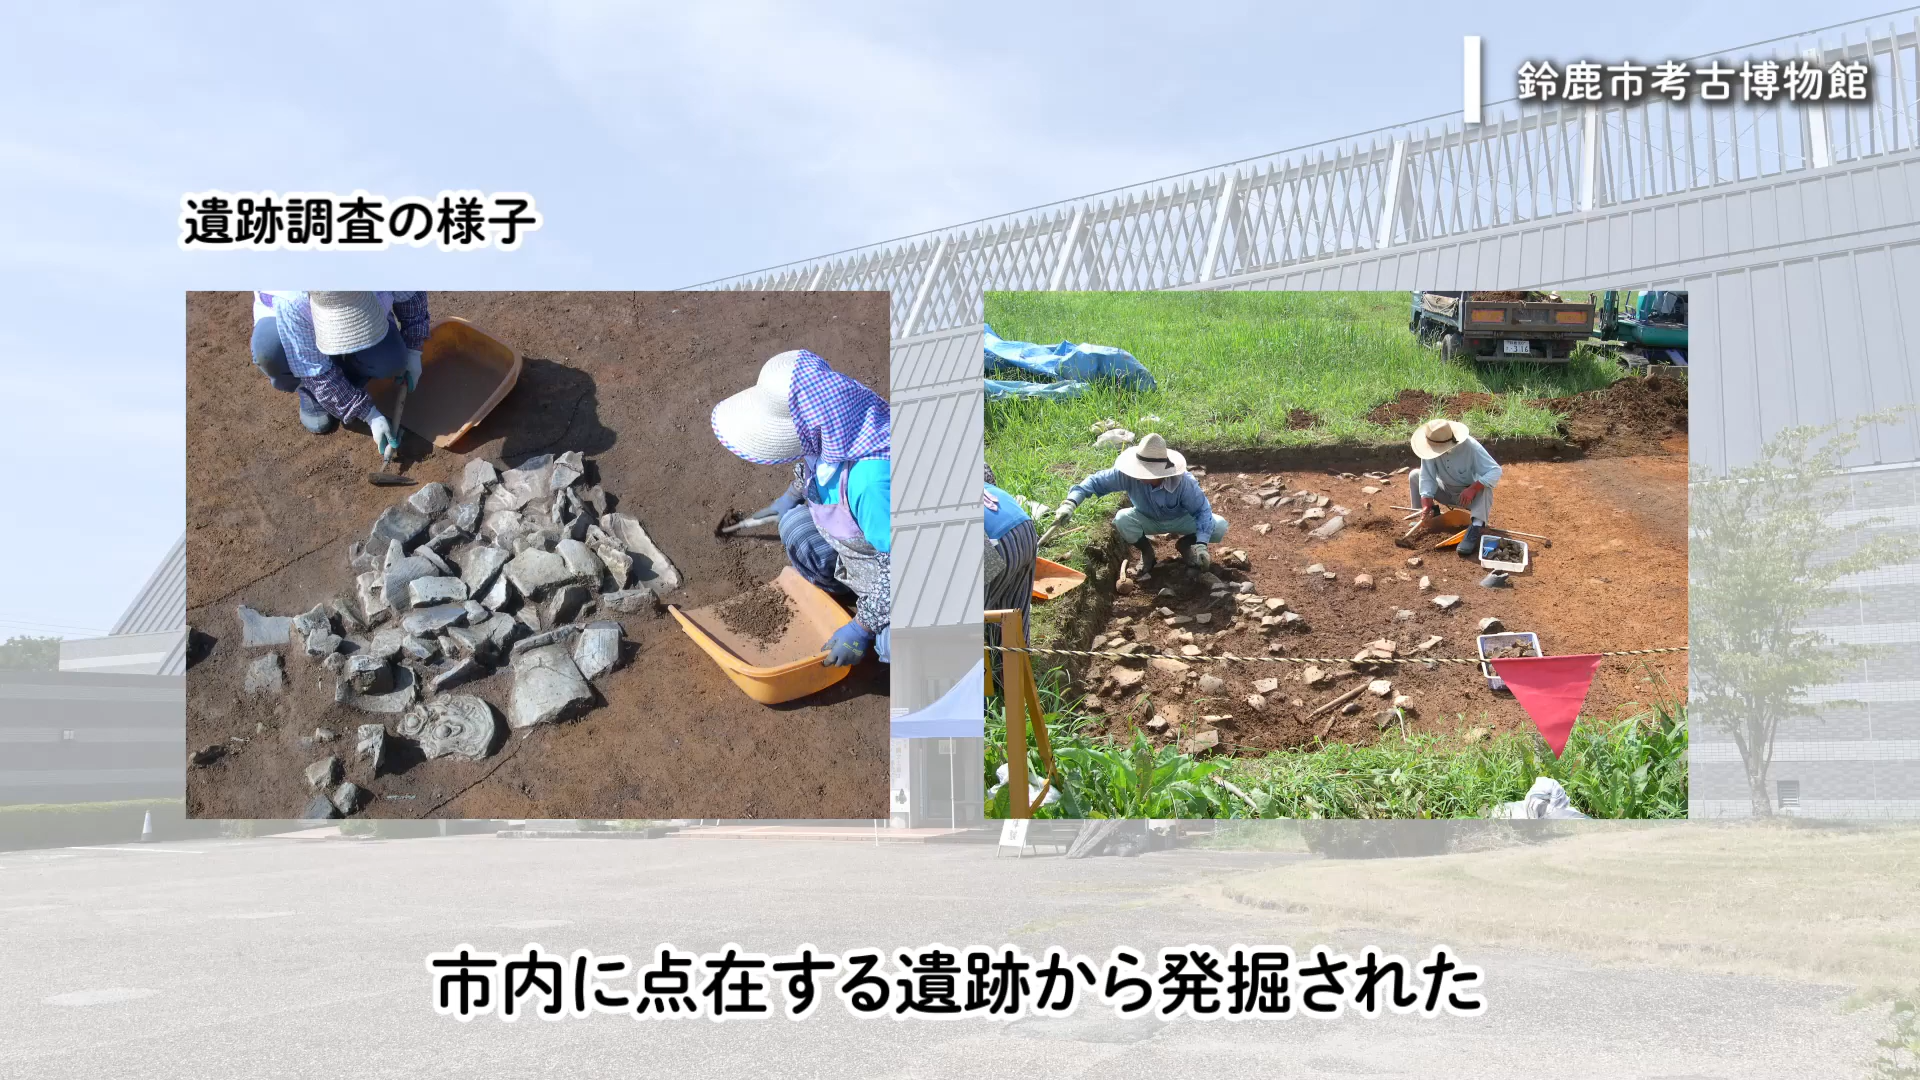 鈴鹿市考古博物館
遺跡調査の様子
市内に点在する遺跡から発掘された